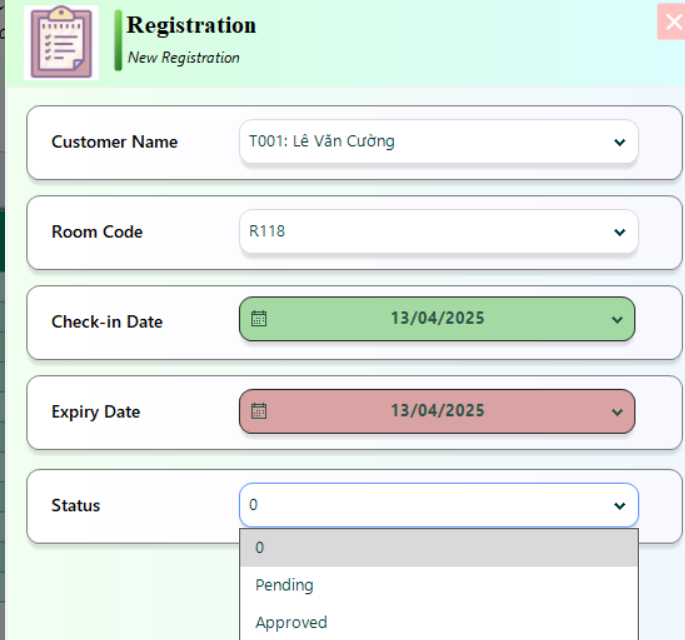 Registration
New Registration
Customer Name
T001: Lê Văn Cường
Room Code
R118
Check-in Date
13/04/2025
Expiry Date
13/04/2025
Status
0
0
Pending
Approved